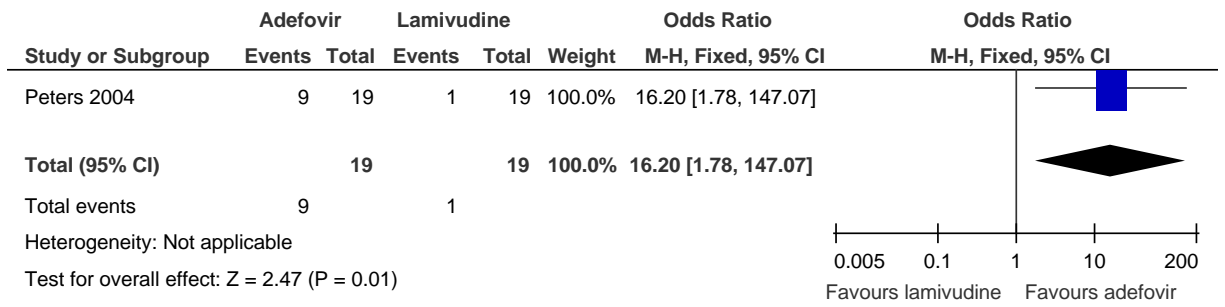 Adefovir Lamivudine Odds Ratio Odds Ratio
Study or Subgroup Events Total Events Total Weight M-H, Fixed, 95% CI M-H, Fixed, 95% CI
Peters 2004 9 19 1 19 100.0% 16.20 [1.78, 147.07]
Total (95% CI) 19 19 100.0% 16.20 [1.78, 147.07]
Total events 9 1
Heterogeneity: Not applicable
Test for overall effect: Z = 2.47 (P = 0.01)
0.005 0.1 1 10 200
Favours lamivudine Favours adefovir